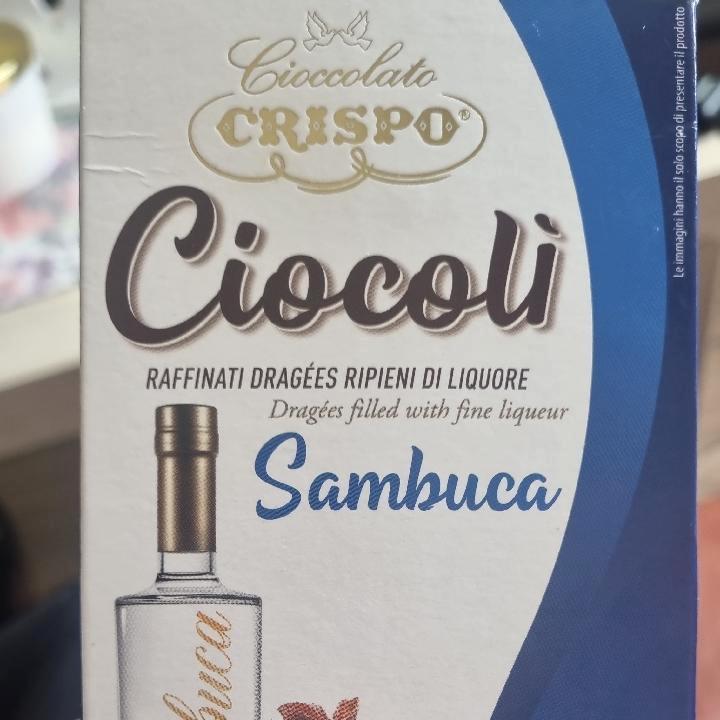 Cioccolato
CRISPO®
Ciocolì
RAFFINATI DRAGÉES RIPIENI DI LIQUORE
Dragées filled with fine liqueur
Sambuca
buca
Le immagini hanno il solo scopo di presentare il prodotto